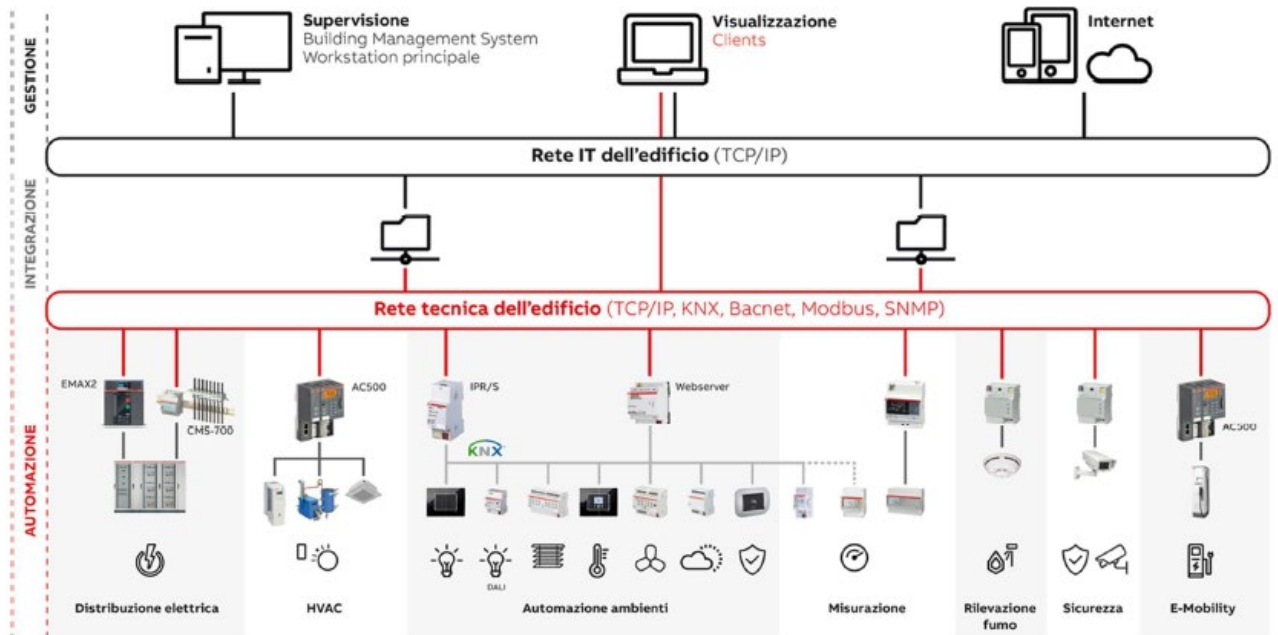 Supervisione
Building Management System
Workstation principale
Visualizzazione
Clients
Internet
GESTIONE
Rete IT dell'edificio (TCP/IP)
INTEGRAZIONE
Rete tecnica dell'edificio (TCP/IP, KNX, Bacnet, Modbus, SNMP)
AUTOMAZIONE
EMAX2
CMS-700
AC500
IPR/S
Webserver
AC500
KNX
DALI
Distribuzione elettrica
HVAC
Automazione ambienti
Misurazione
Rilevazione
fumo
Sicurezza
E-Mobility